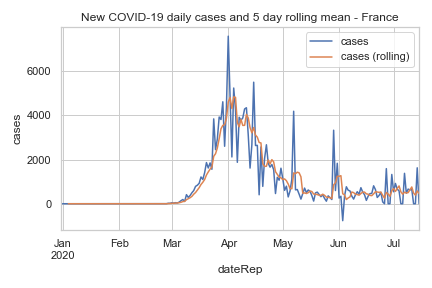 New COVID-19 daily cases and 5 day rolling mean - France
cases
cases (rolling)
cases
6000
4000
2000
0
Jan Feb Mar Apr May Jun Jul
2020
dateRep